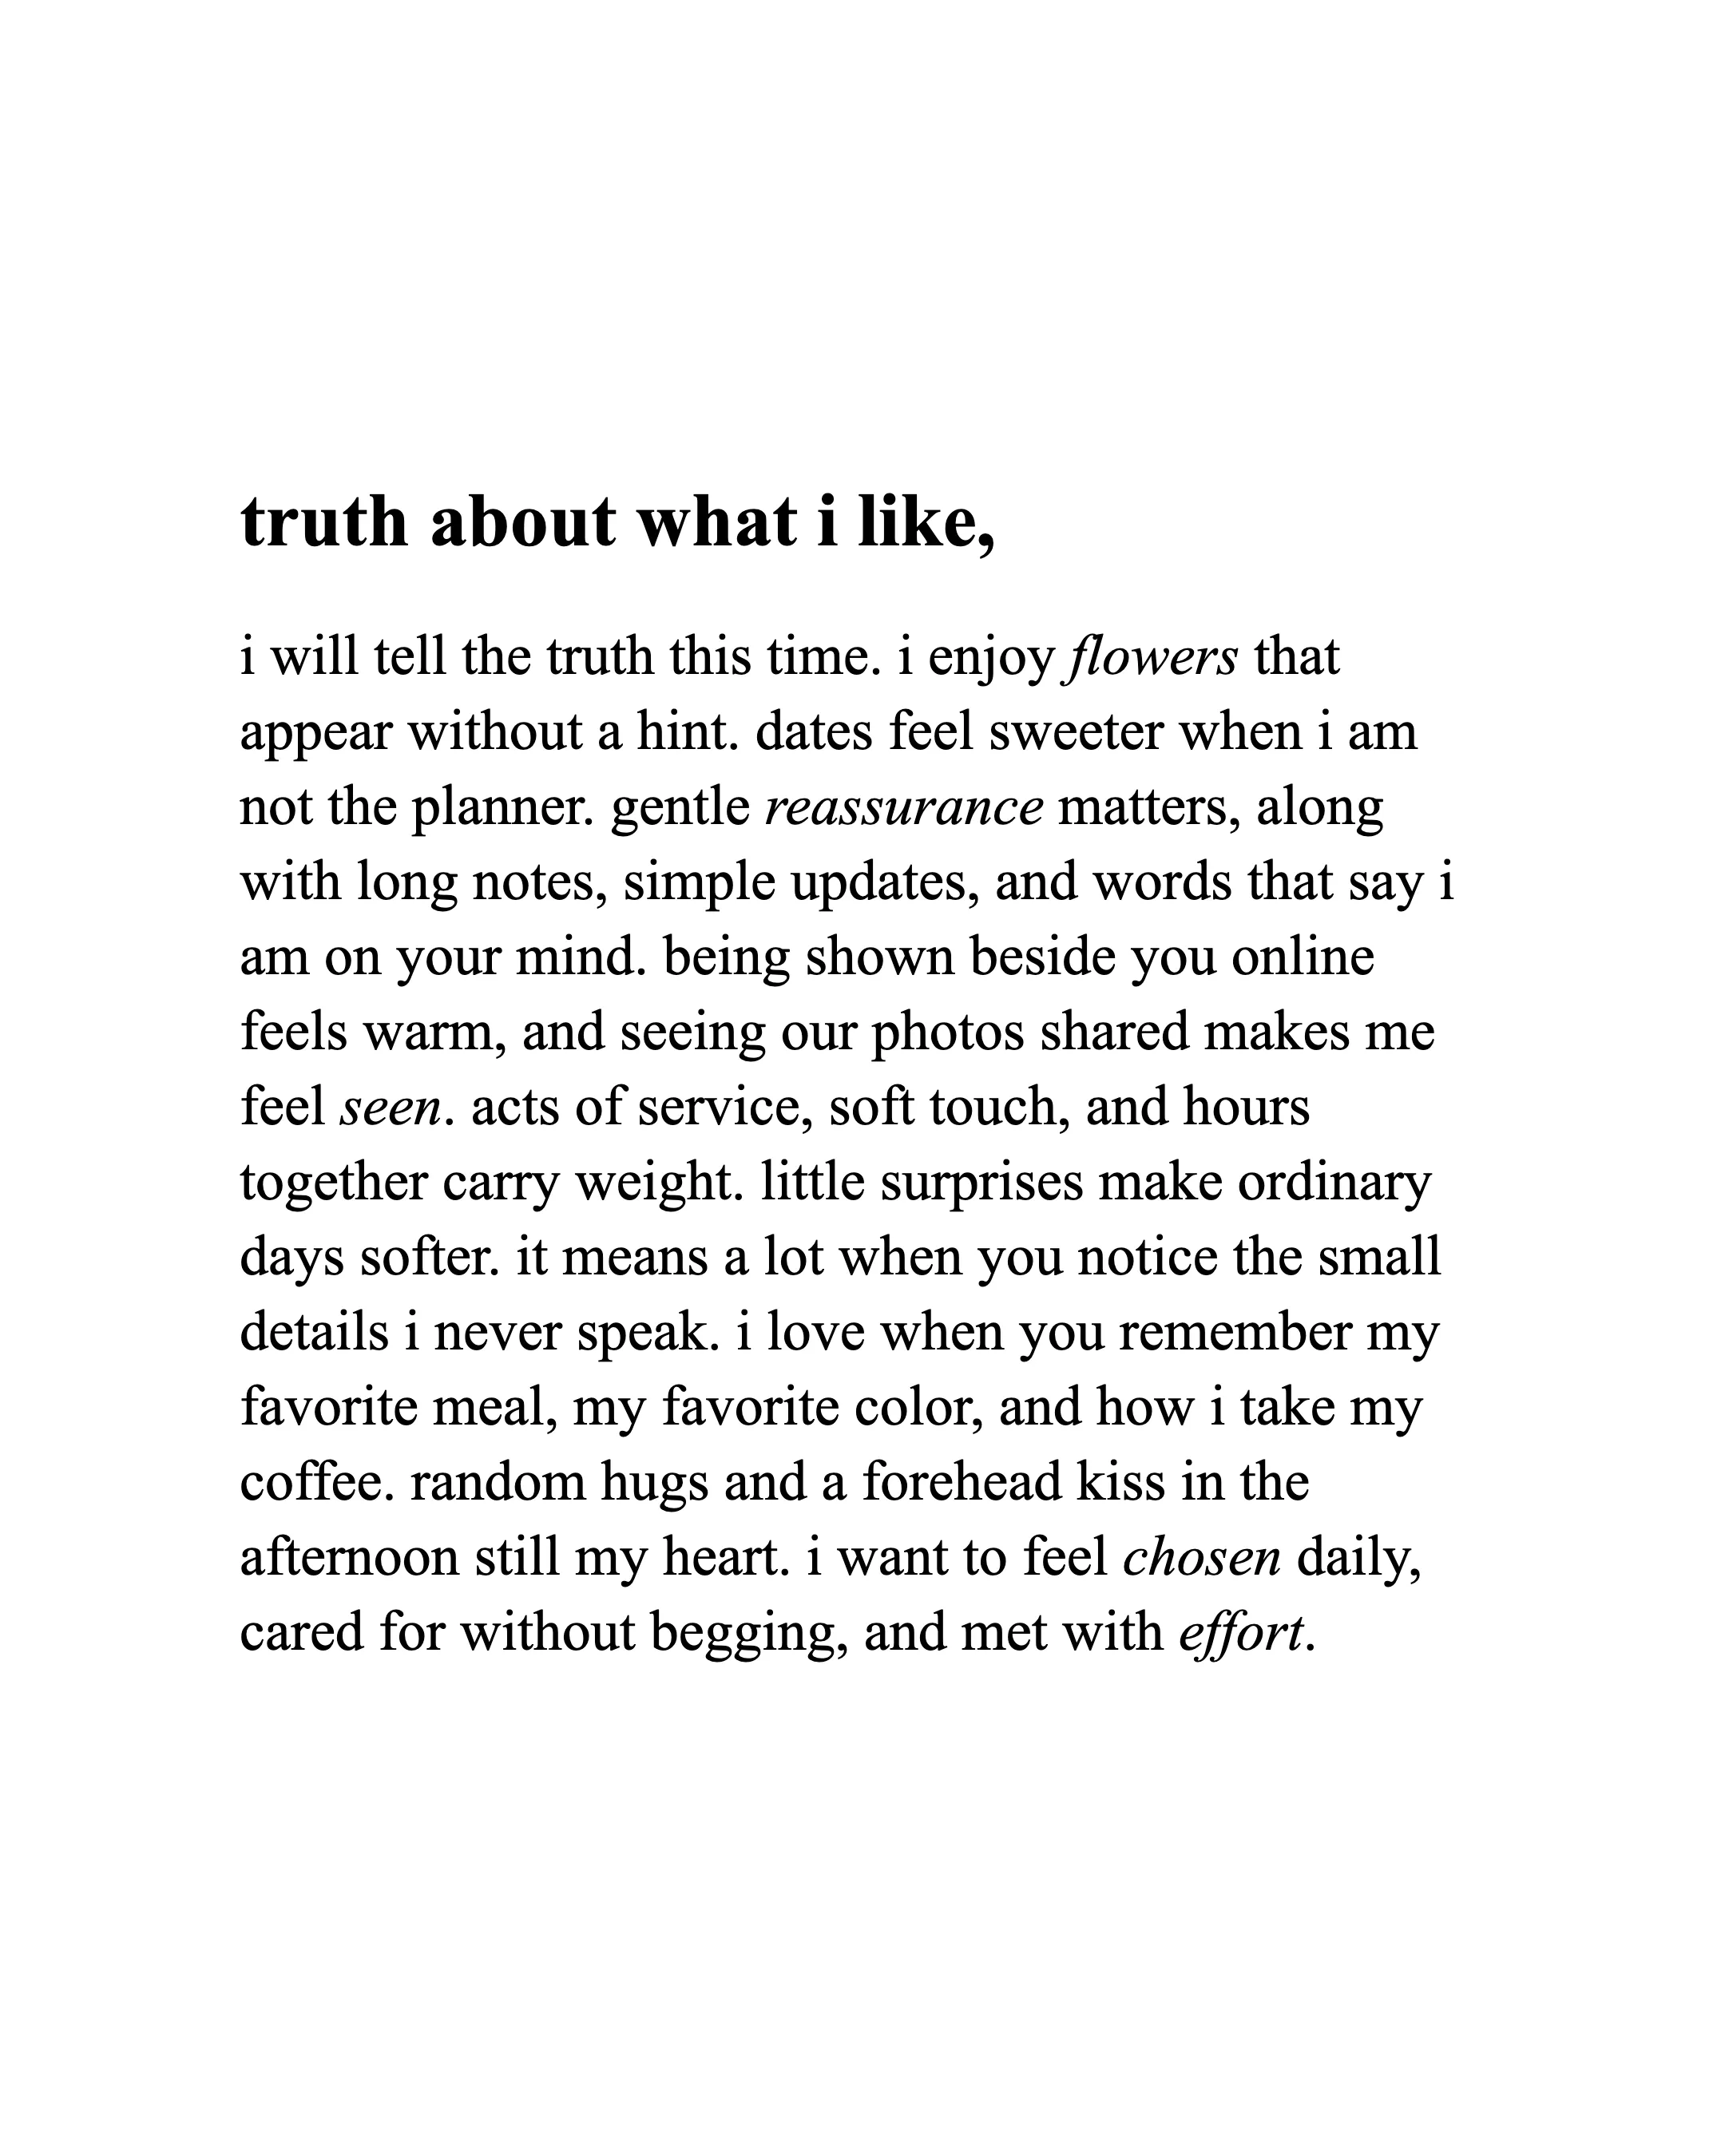 truth about what i like,
i will tell the truth this time. i enjoy flowers that
appear without a hint. dates feel sweeter when i am
not the planner. gentle reassurance matters, along
with long notes, simple updates, and words that say i
am on your mind. being shown beside you online
feels warm, and seeing our photos shared makes me
feel seen. acts of service, soft touch, and hours
together carry weight. little surprises make ordinary
days softer. it means a lot when you notice the small
details i never speak. i love when you remember my
favorite meal, my favorite color, and how i take my
coffee. random hugs and a forehead kiss in the
afternoon still my heart. i want to feel chosen daily,
cared for without begging, and met with effort.